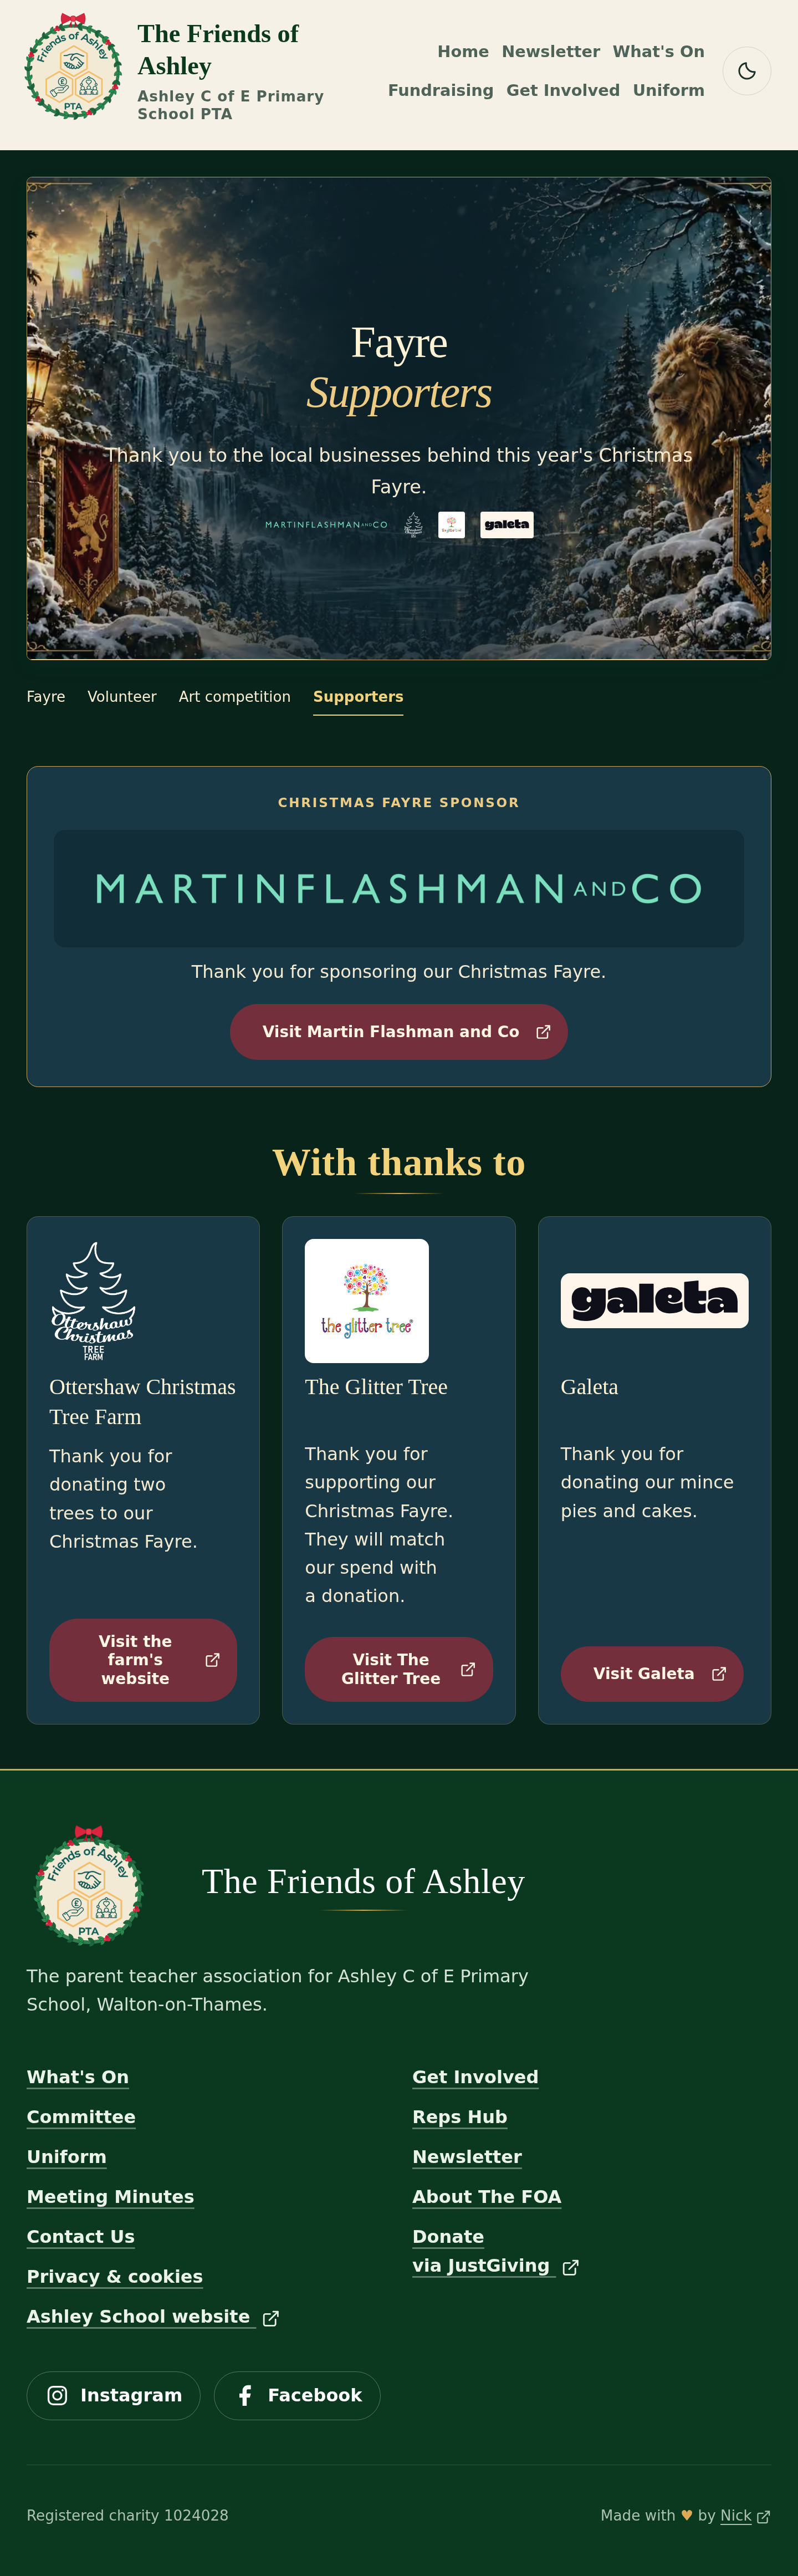 Friends of Ashley
PTA
The Friends of
Ashley
Ashley C of E Primary
School PTA
Home Newsletter What's On
Fundraising Get Involved Uniform
Fayre
Supporters
Thank you to the local businesses behind this year's Christmas
Fayre.
MARTINFLASHMANANDCO
galeta
Fayre Volunteer Art competition Supporters
CHRISTMAS FAYRE SPONSOR
MARTINFLASHMANANDCO
Thank you for sponsoring our Christmas Fayre.
Visit Martin Flashman and Co
With thanks to
Ottershaw
Christmas
TREE
FARM
Ottershaw Christmas
Tree Farm
Thank you for
donating two
trees to our
Christmas Fayre.
Visit the
farm's
website
the glitter tree
The Glitter Tree
Thank you for
supporting our
Christmas Fayre.
They will match
our spend with
a donation.
Visit The
Glitter Tree
galeta
Galeta
Thank you for
donating our mince
pies and cakes.
Visit Galeta
Friends of Ashley
PTA
The Friends of Ashley
The parent teacher association for Ashley C of E Primary
School, Walton-on-Thames.
What's On
Committee
Uniform
Meeting Minutes
Contact Us
Privacy & cookies
Ashley School website
Get Involved
Reps Hub
Newsletter
About The FOA
Donate
via JustGiving
Instagram
Facebook
Registered charity 1024028
Made with ♥ by Nick